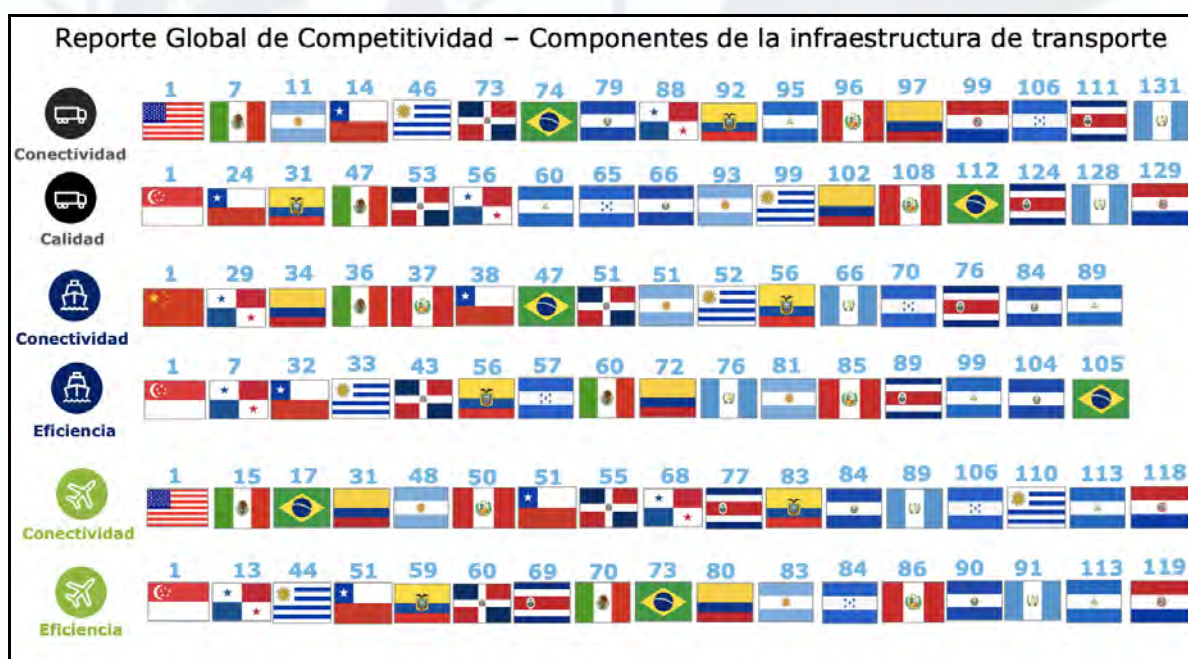 Reporte Global de Competitividad – Componentes de la infraestructura de transporte
1 7 11 14 46 73 74 79 88 92 95 96 97 99 106 111 131
Conectividad
1 24 31 47 53 56 60 65 66 93 99 102 108 112 124 128 129
Calidad
1 29 34 36 37 38 47 51 51 52 56 66 70 76 84 89
Conectividad
1 7 32 33 43 56 57 60 72 76 81 85 89 99 104 105
Eficiencia
1 15 17 31 48 50 51 55 68 77 83 84 89 106 110 113 118
Conectividad
1 13 44 51 59 60 69 70 73 80 83 84 86 90 91 113 119
Eficiencia